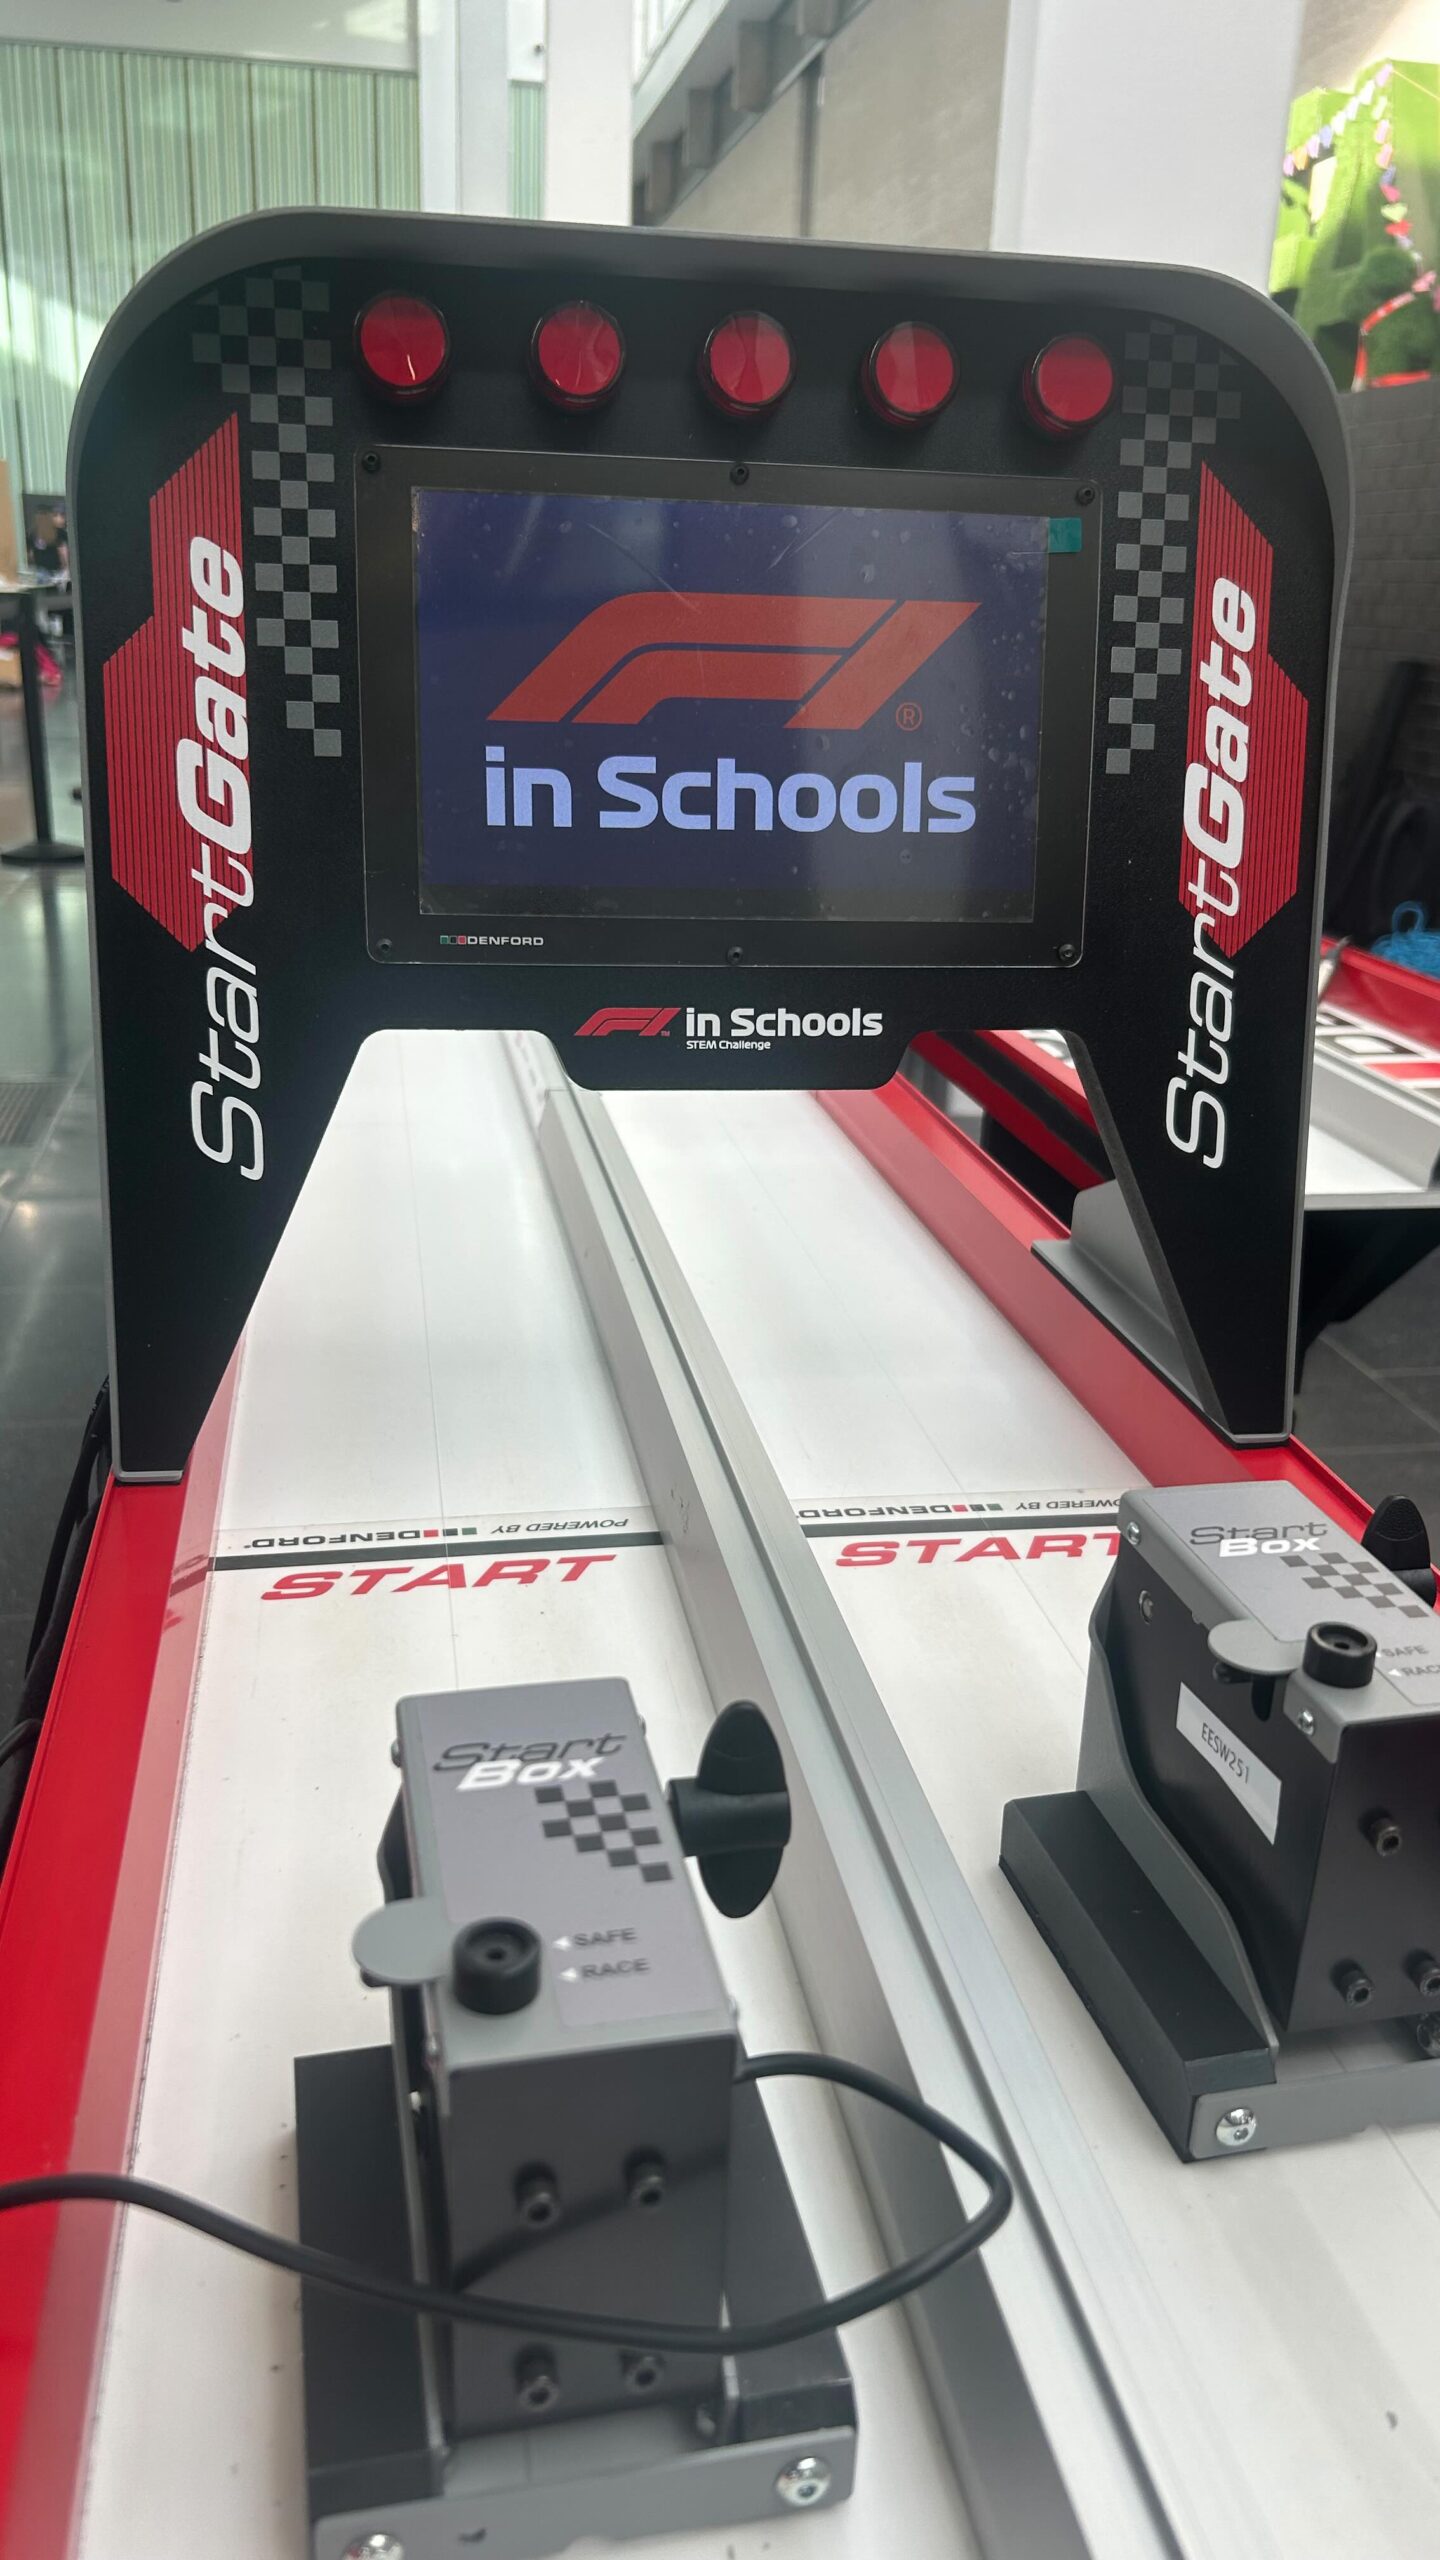 StartGate
StartGate
F1®
in Schools
DENFORD
F1™ in Schools
STEM Challenge
DENFORD® POWERED BY
START
DENFORD POWERED BY
START
Start
Box
SAFE
RACE
EESW251
Start
Box
SAFE
RACE